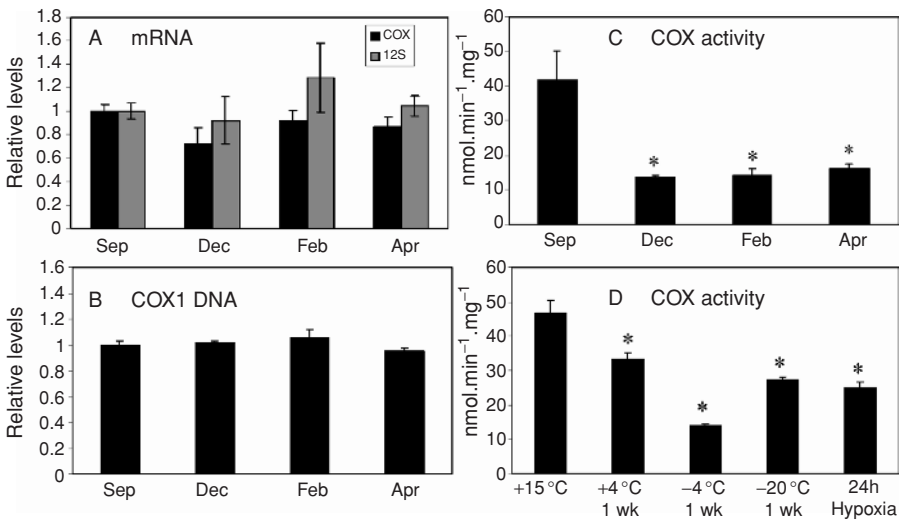 A mRNA
COX
12S
Relative levels
1.8
1.6
1.4
1.2
1
0.8
0.6
0.4
0.2
0
Sep Dec Feb Apr
C COX activity
nmol.min⁻¹.mg⁻¹
60
50
40
30
20
10
0
* * *
Sep Dec Feb Apr
B COX1 DNA
Relative levels
1.6
1.4
1.2
1
0.8
0.6
0.4
0.2
0
Sep Dec Feb Apr
D COX activity
nmol.min⁻¹.mg⁻¹
60
50
40
30
20
10
0
* * * *
+15 °C +4 °C −4 °C −20 °C 24h
1 wk 1 wk 1 wk Hypoxia